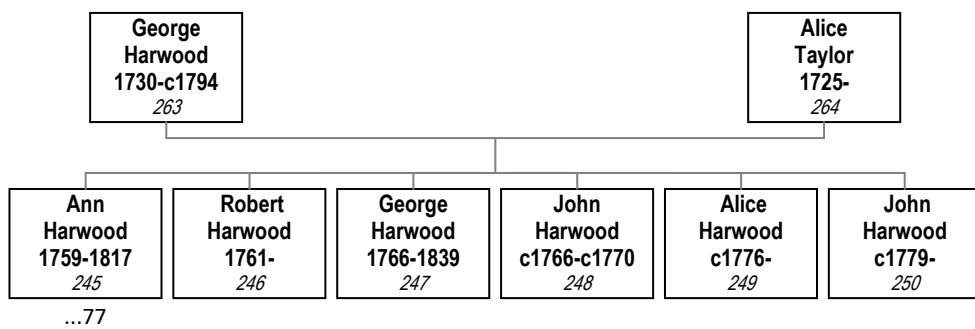 George
Harwood
1730-c1794
263
Alice
Taylor
1725-
264
Ann
Harwood
1759-1817
245
Robert
Harwood
1761-
246
George
Harwood
1766-1839
247
John
Harwood
c1766-c1770
248
Alice
Harwood
c1776-
249
John
Harwood
c1779-
250
...77